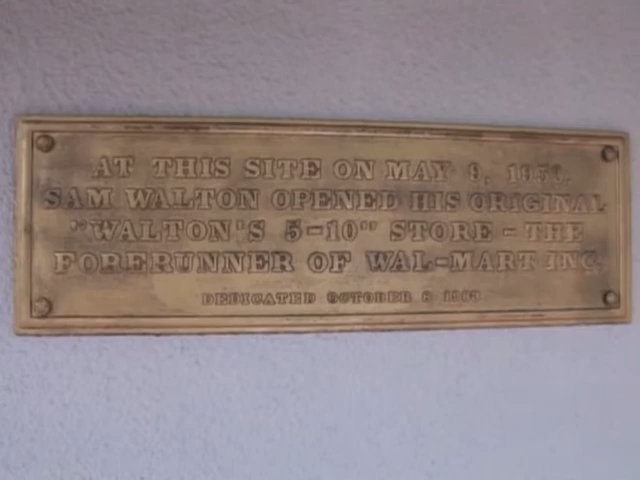 AT THIS SITE ON MAY 9, 1950,
SAM WALTON OPENED HIS ORIGINAL
"WALTON'S 5-10" STORE - THE
FORERUNNER OF WAL-MART INC.
DEDICATED OCTOBER